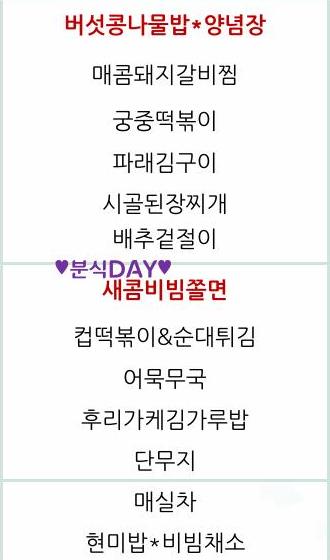 버섯콩나물밥*양념장
매콤돼지갈비찜
궁중떡볶이
파래김구이
시골된장찌개
배추겉절이
♥분식DAY♥
새콤비빔쫄면
컵떡볶이&순대튀김
어묵무국
후리가케김가루밥
단무지
매실차
현미밥*비빔채소